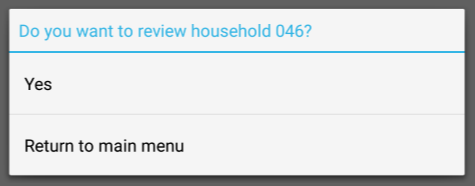 Do you want to review household 046?
Yes
Return to main menu